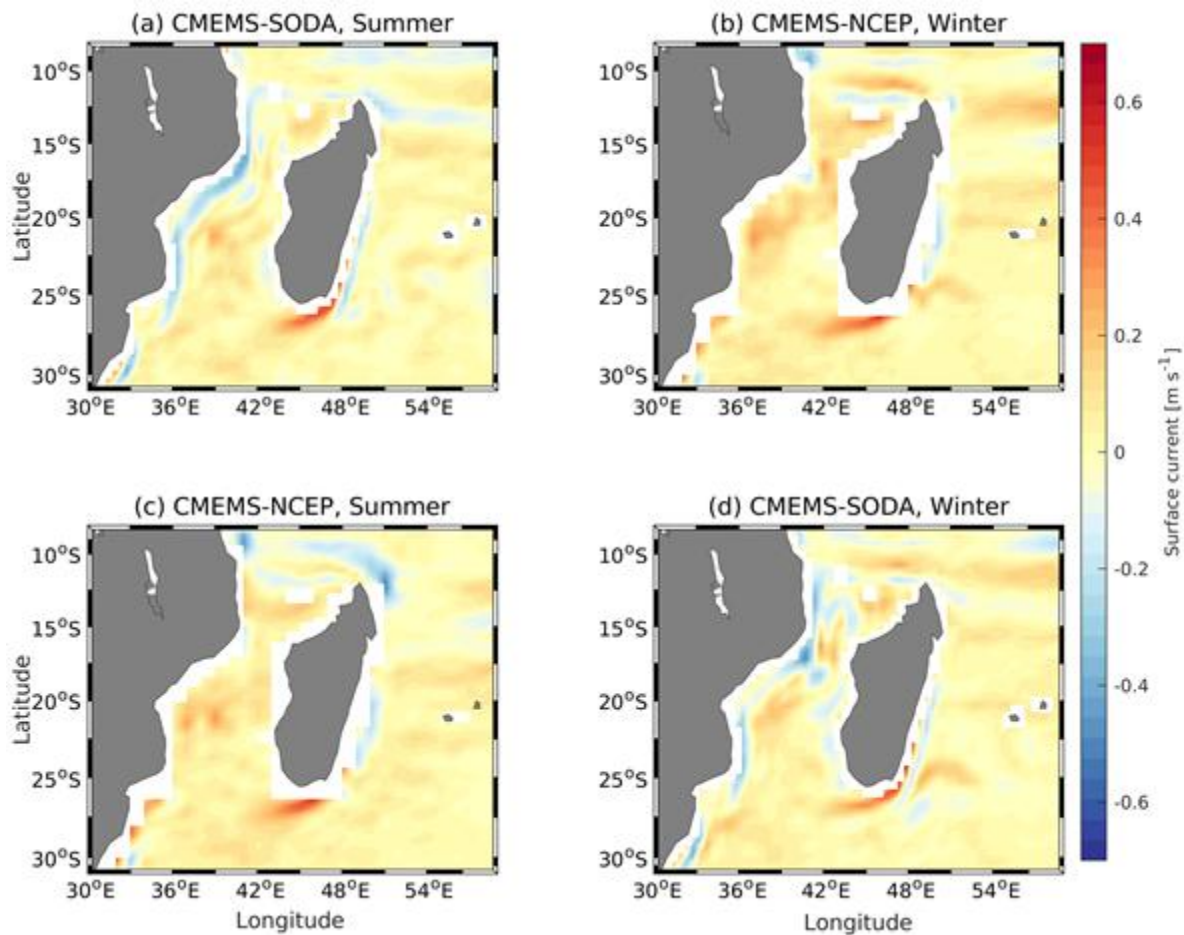 (a) CMEMS-SODA, Summer
10°S
15°S
20°S
25°S
30°S
Latitude
30°E 36°E 42°E 48°E 54°E
(b) CMEMS-NCEP, Winter
10°S
15°S
20°S
25°S
30°S
30°E 36°E 42°E 48°E 54°E
(c) CMEMS-NCEP, Summer
10°S
15°S
20°S
25°S
30°S
Latitude
30°E 36°E 42°E 48°E 54°E
Longitude
(d) CMEMS-SODA, Winter
10°S
15°S
20°S
25°S
30°S
30°E 36°E 42°E 48°E 54°E
Longitude
0.6
0.4
0.2
0
-0.2
-0.4
-0.6
Surface current [m s⁻¹]